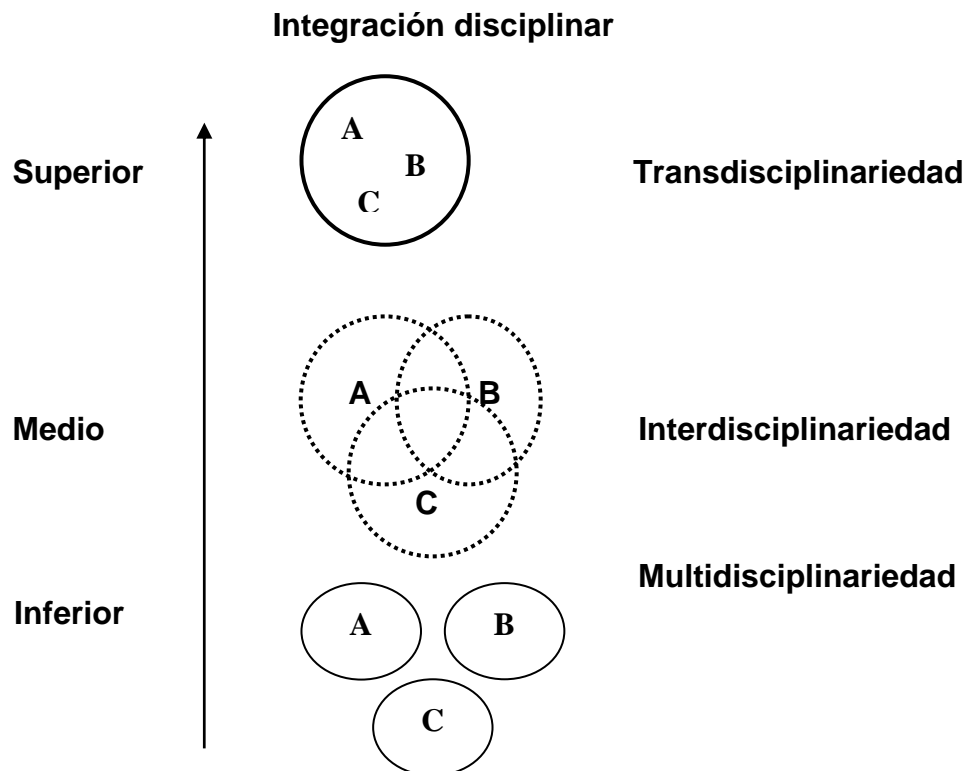 Integración disciplinar
A
B
C
Superior
Transdisciplinariedad
A
B
C
Medio
Interdisciplinariedad
Multidisciplinariedad
Inferior
A
B
C